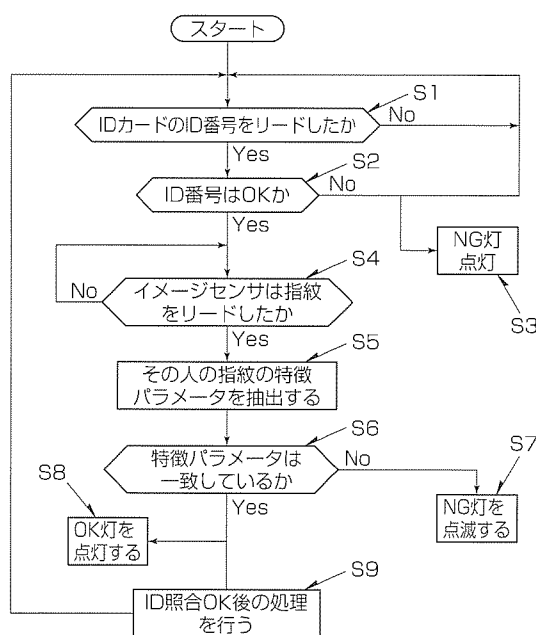 スタート
S1
IDカードのID番号をリードしたか
No
Yes
S2
ID番号はOKか
No
Yes
NG灯
点灯
S3
S4
イメージセンサは指紋
をリードしたか
No
Yes
S5
その人の指紋の特徴
パラメータを抽出する
S6
特徴パラメータは
一致しているか
No
S7
NG灯を
点滅する
Yes
S8
OK灯を
点灯する
S9
ID照合OK後の処理
を行う